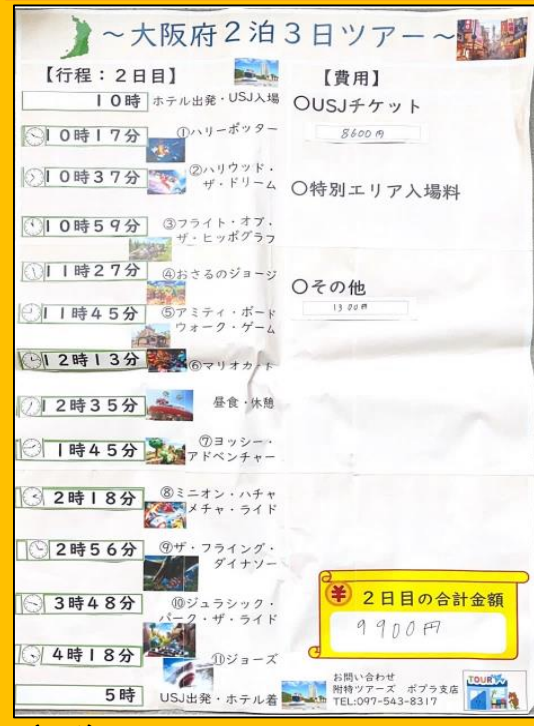 ～大阪府2泊3日ツアー～
【行程：2日目】
10時 ホテル出発・USJ入場
10時17分 ①ハリーポッター
10時37分 ②ハリウッド・
ザ・ドリーム
10時59分 ③フライト・オブ・
ザ・ヒッポグラフ
11時27分 ④おさるのジョージ
11時45分 ⑤アミティ・ボード
ウォーク・ゲーム
12時13分 ⑥マリオカート
12時35分 昼食・休憩
1時45分 ⑦ヨッシー・
アドベンチャー
2時18分 ⑧ミニオン・ハチャ
メチャ・ライド
2時56分 ⑨ザ・フライング・
ダイナソー
3時48分 ⑩ジュラシック・
パーク・ザ・ライド
4時18分 ⑪ジョーズ
5時 USJ出発・ホテル着
【費用】
○USJチケット
8600円
○特別エリア入場料
○その他
1300円
¥ 2日目の合計金額
9900円
お問い合わせ
附特ツアーズ ポプラ支店
TEL:097-543-8317
TOUR